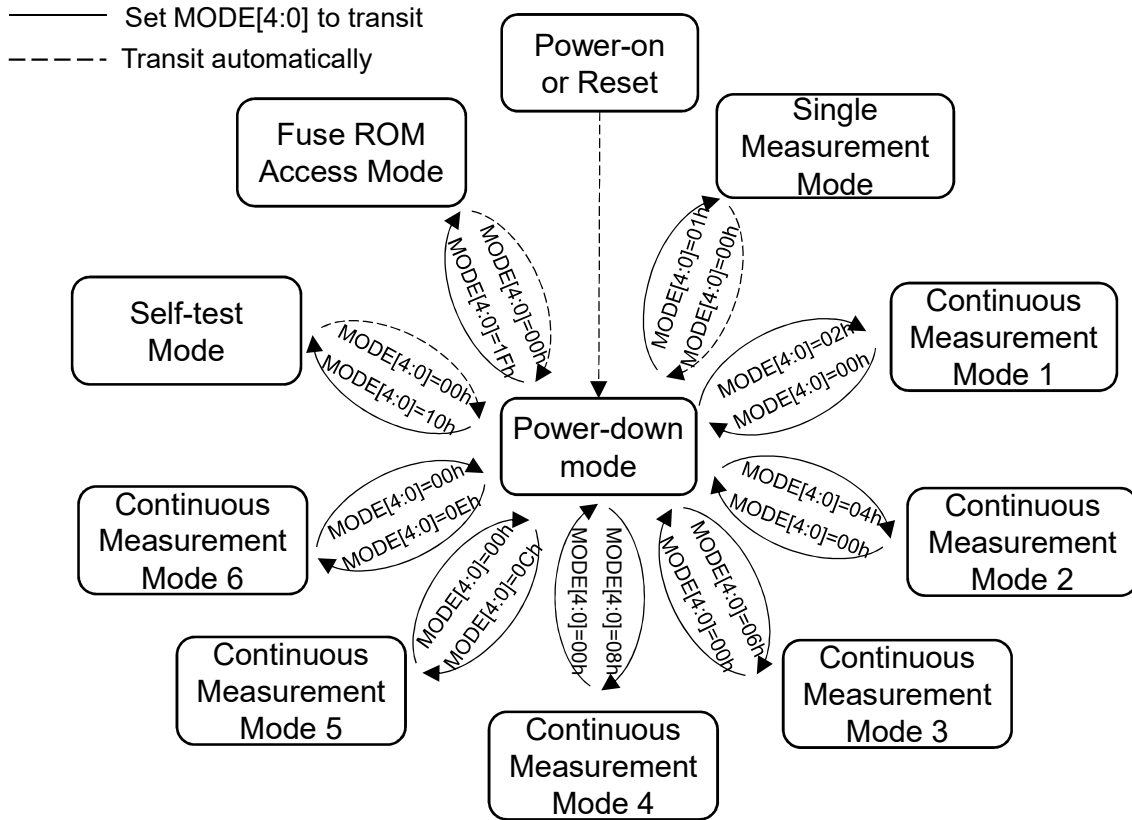 Set MODE[4:0] to transit
Transit automatically
Power-on
or Reset
Fuse ROM
Access Mode
Single
Measurement
Mode
MODE[4:0]=1Fh
MODE[4:0]=00h
MODE[4:0]=01h
MODE[4:0]=00h
Self-test
Mode
MODE[4:0]=00h
MODE[4:0]=10h
MODE[4:0]=02h
MODE[4:0]=00h
Continuous
Measurement
Mode 1
Power-down
mode
Continuous
Measurement
Mode 6
MODE[4:0]=00h
MODE[4:0]=0Eh
MODE[4:0]=04h
MODE[4:0]=00h
Continuous
Measurement
Mode 2
MODE[4:0]=00h
MODE[4:0]=0Ch
MODE[4:0]=00h
MODE[4:0]=08h
MODE[4:0]=00h
MODE[4:0]=06h
Continuous
Measurement
Mode 5
Continuous
Measurement
Mode 4
Continuous
Measurement
Mode 3